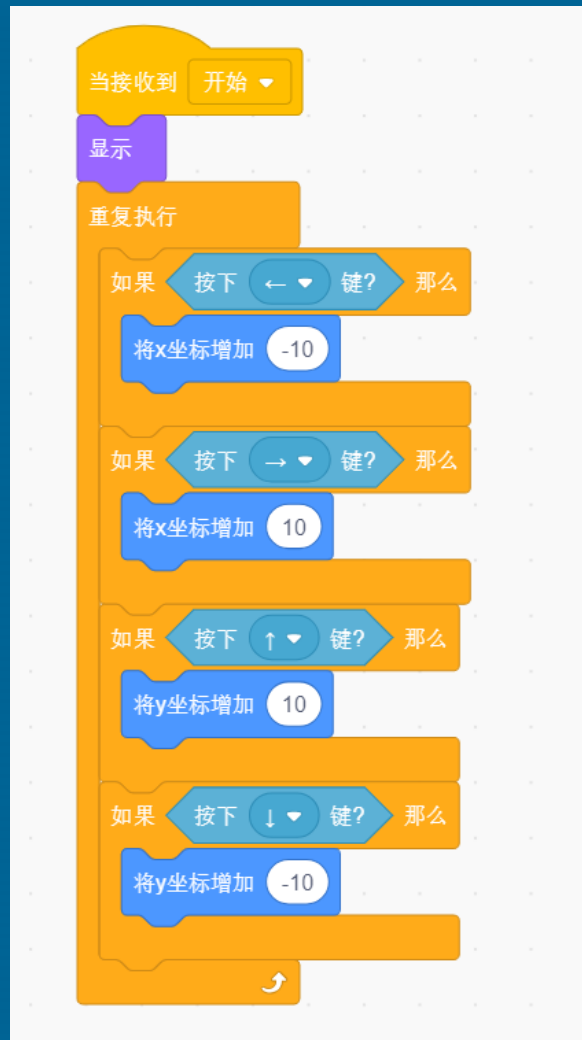 当接收到 开始
显示
重复执行
如果 按下 ← 键? 那么
将x坐标增加 -10
如果 按下 → 键? 那么
将x坐标增加 10
如果 按下 ↑ 键? 那么
将y坐标增加 10
如果 按下 ↓ 键? 那么
将y坐标增加 -10